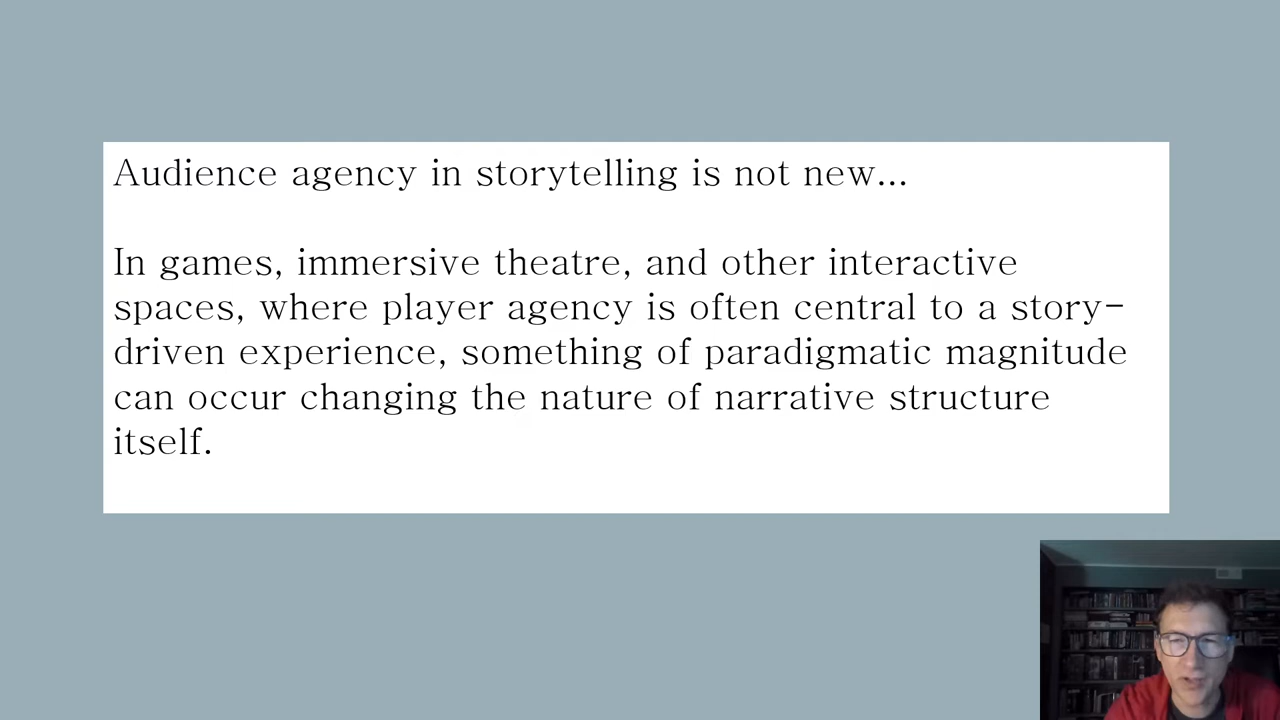 Audience agency in storytelling is not new...
In games, immersive theatre, and other interactive
spaces, where player agency is often central to a story-
driven experience, something of paradigmatic magnitude
can occur changing the nature of narrative structure
itself.